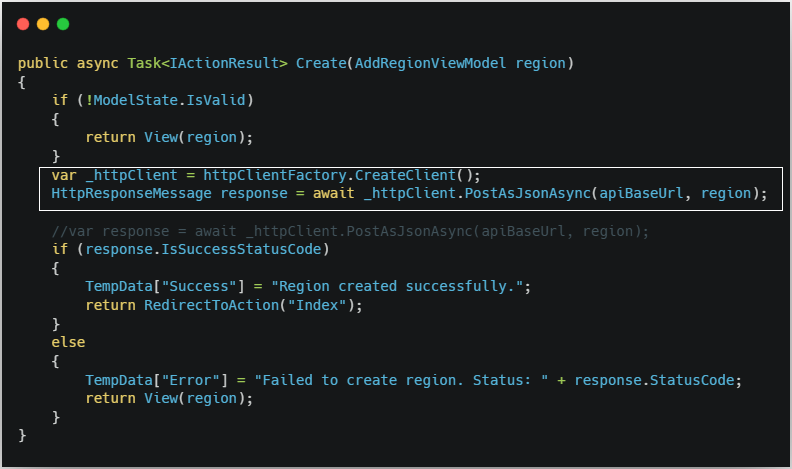 public async Task<IActionResult> Create(AddRegionViewModel region)
{
    if (!ModelState.IsValid)
    {
        return View(region);
    }
    var _httpClient = httpClientFactory.CreateClient();
    HttpResponseMessage response = await _httpClient.PostAsJsonAsync(apiBaseUrl, region);
    //var response = await _httpClient.PostAsJsonAsync(apiBaseUrl, region);
    if (response.IsSuccessStatusCode)
    {
        TempData["Success"] = "Region created successfully.";
        return RedirectToAction("Index");
    }
    else
    {
        TempData["Error"] = "Failed to create region. Status: " + response.StatusCode;
        return View(region);
    }
}